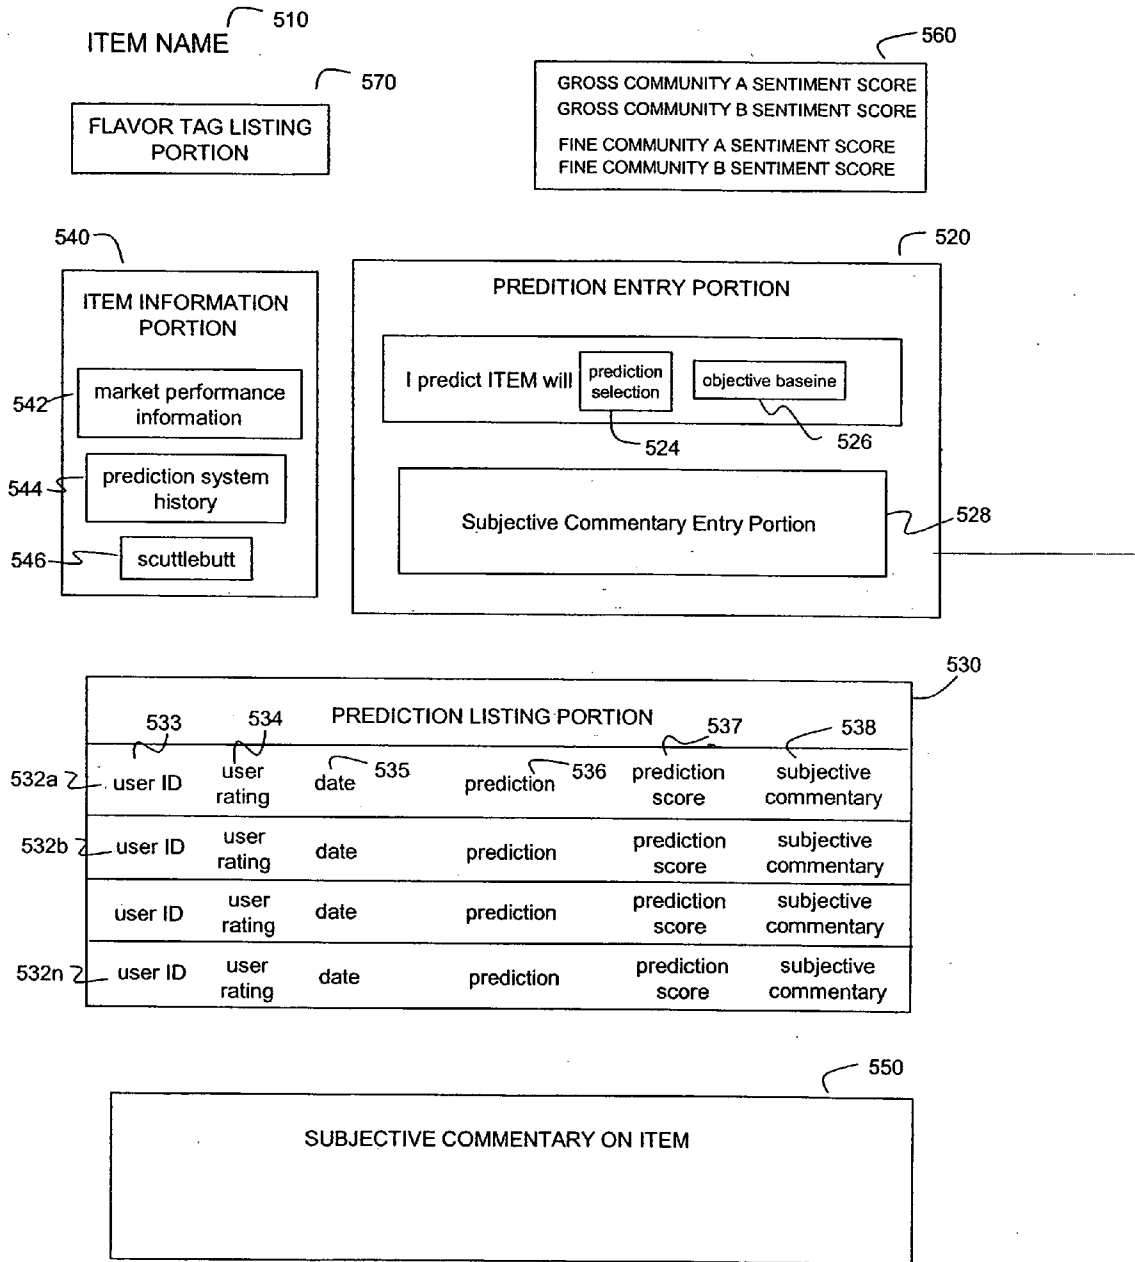 510
ITEM NAME
560
570
GROSS COMMUNITY A SENTIMENT SCORE
GROSS COMMUNITY B SENTIMENT SCORE
FINE COMMUNITY A SENTIMENT SCORE
FINE COMMUNITY B SENTIMENT SCORE
FLAVOR TAG LISTING
PORTION
540
520
ITEM INFORMATION
PORTION
542
market performance
information
544
prediction system
history
546
scuttlebutt
PREDITION ENTRY PORTION
I predict ITEM will
prediction
selection
objective baseine
524
526
Subjective Commentary Entry Portion
528
530
PREDICTION LISTING PORTION
533
534
537
538
532a
user ID
user
rating
date
535
prediction
536
prediction
score
subjective
commentary
532b
user ID
user
rating
date
prediction
prediction
score
subjective
commentary
user ID
user
rating
date
prediction
prediction
score
subjective
commentary
532n
user ID
user
rating
date
prediction
prediction
score
subjective
commentary
550
SUBJECTIVE COMMENTARY ON ITEM